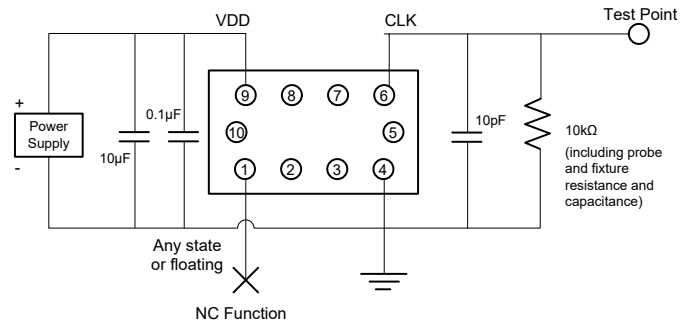 VDD
CLK
Test Point
+
Power
Supply
-
10µF
0.1µF
9
8
7
6
10
5
1
2
3
4
10pF
10kΩ
(including probe
and fixture
resistance and
capacitance)
Any state
or floating
NC Function